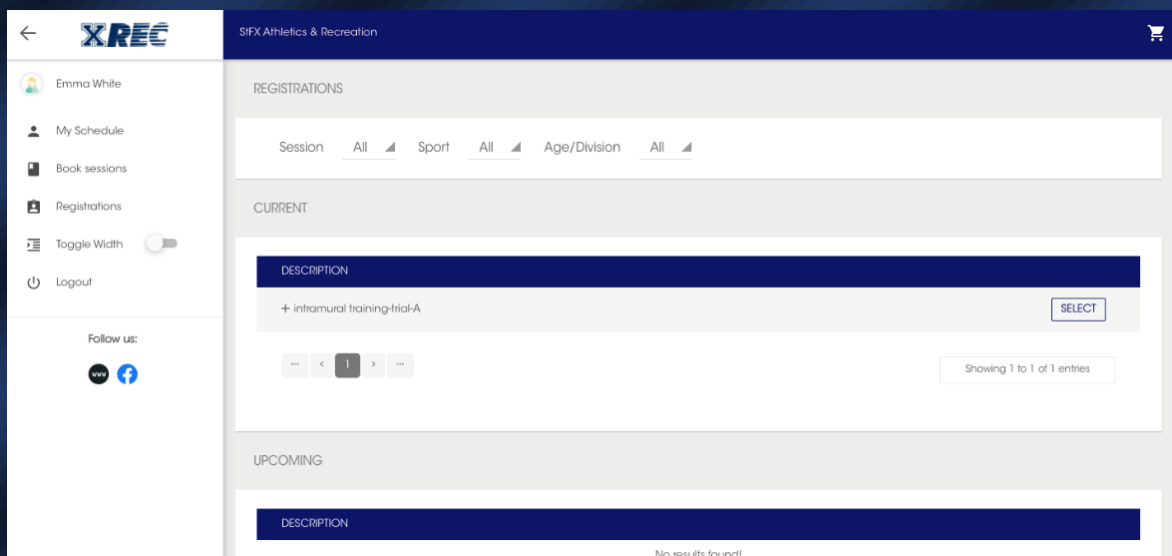 XREC
StFX Athletics & Recreation
Emma White
My Schedule
Book sessions
Registrations
Toggle Width
Logout
Follow us:
www
REGISTRATIONS
Session All Sport All Age/Division All
CURRENT
DESCRIPTION
+ intramural training-trial-A SELECT
... ‹ 1 › ...
Showing 1 to 1 of 1 entries
UPCOMING
DESCRIPTION
No results found!